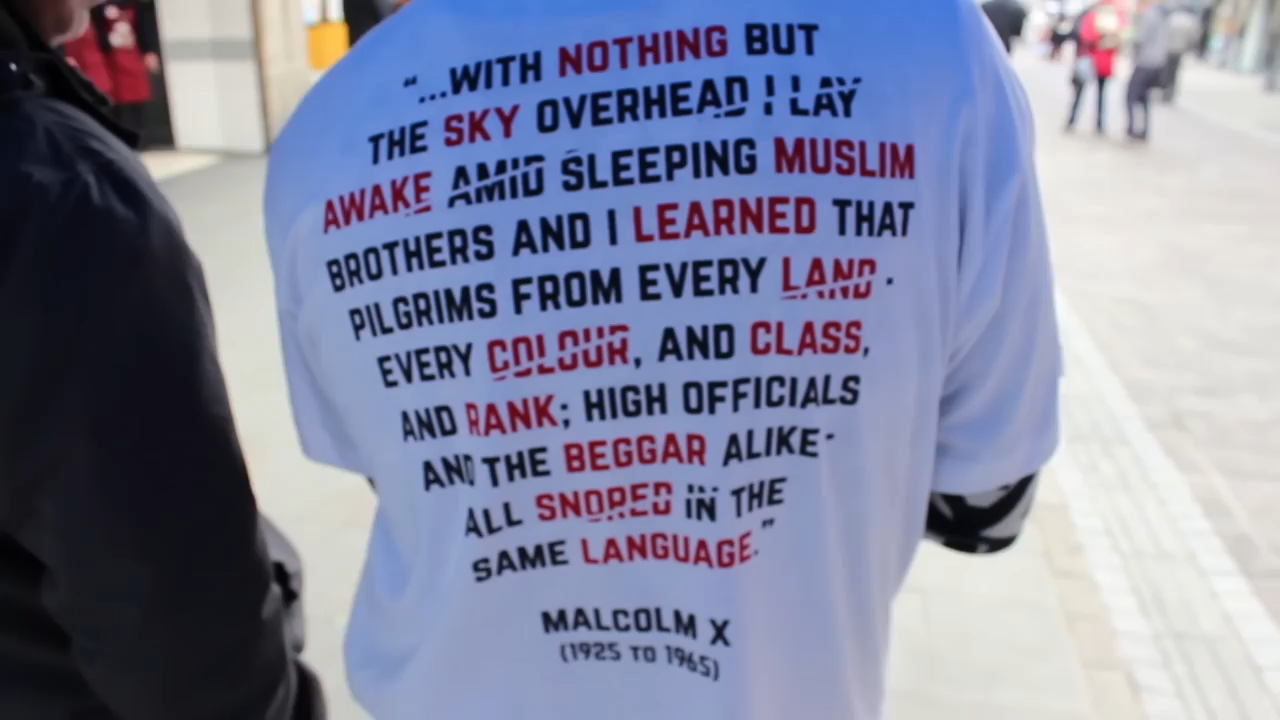 "...WITH NOTHING BUT
THE SKY OVERHEAD I LAY
AWAKE AMID SLEEPING MUSLIM
BROTHERS AND I LEARNED THAT
PILGRIMS FROM EVERY LAND -
EVERY COLOUR, AND CLASS,
AND RANK; HIGH OFFICIALS
AND THE BEGGAR ALIKE-
ALL SNORED IN THE
SAME LANGUAGE."
MALCOLM X
(1925 TO 1965)